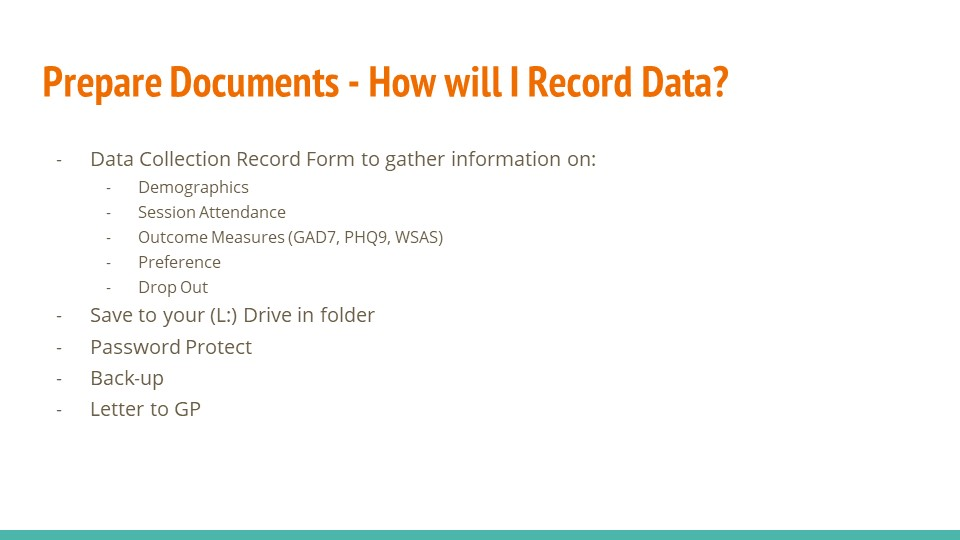 Prepare Documents - How will I Record Data?
- Data Collection Record Form to gather information on:
- Demographics
- Session Attendance
- Outcome Measures (GAD7, PHQ9, WSAS)
- Preference
- Drop Out
- Save to your (L:) Drive in folder
- Password Protect
- Back-up
- Letter to GP